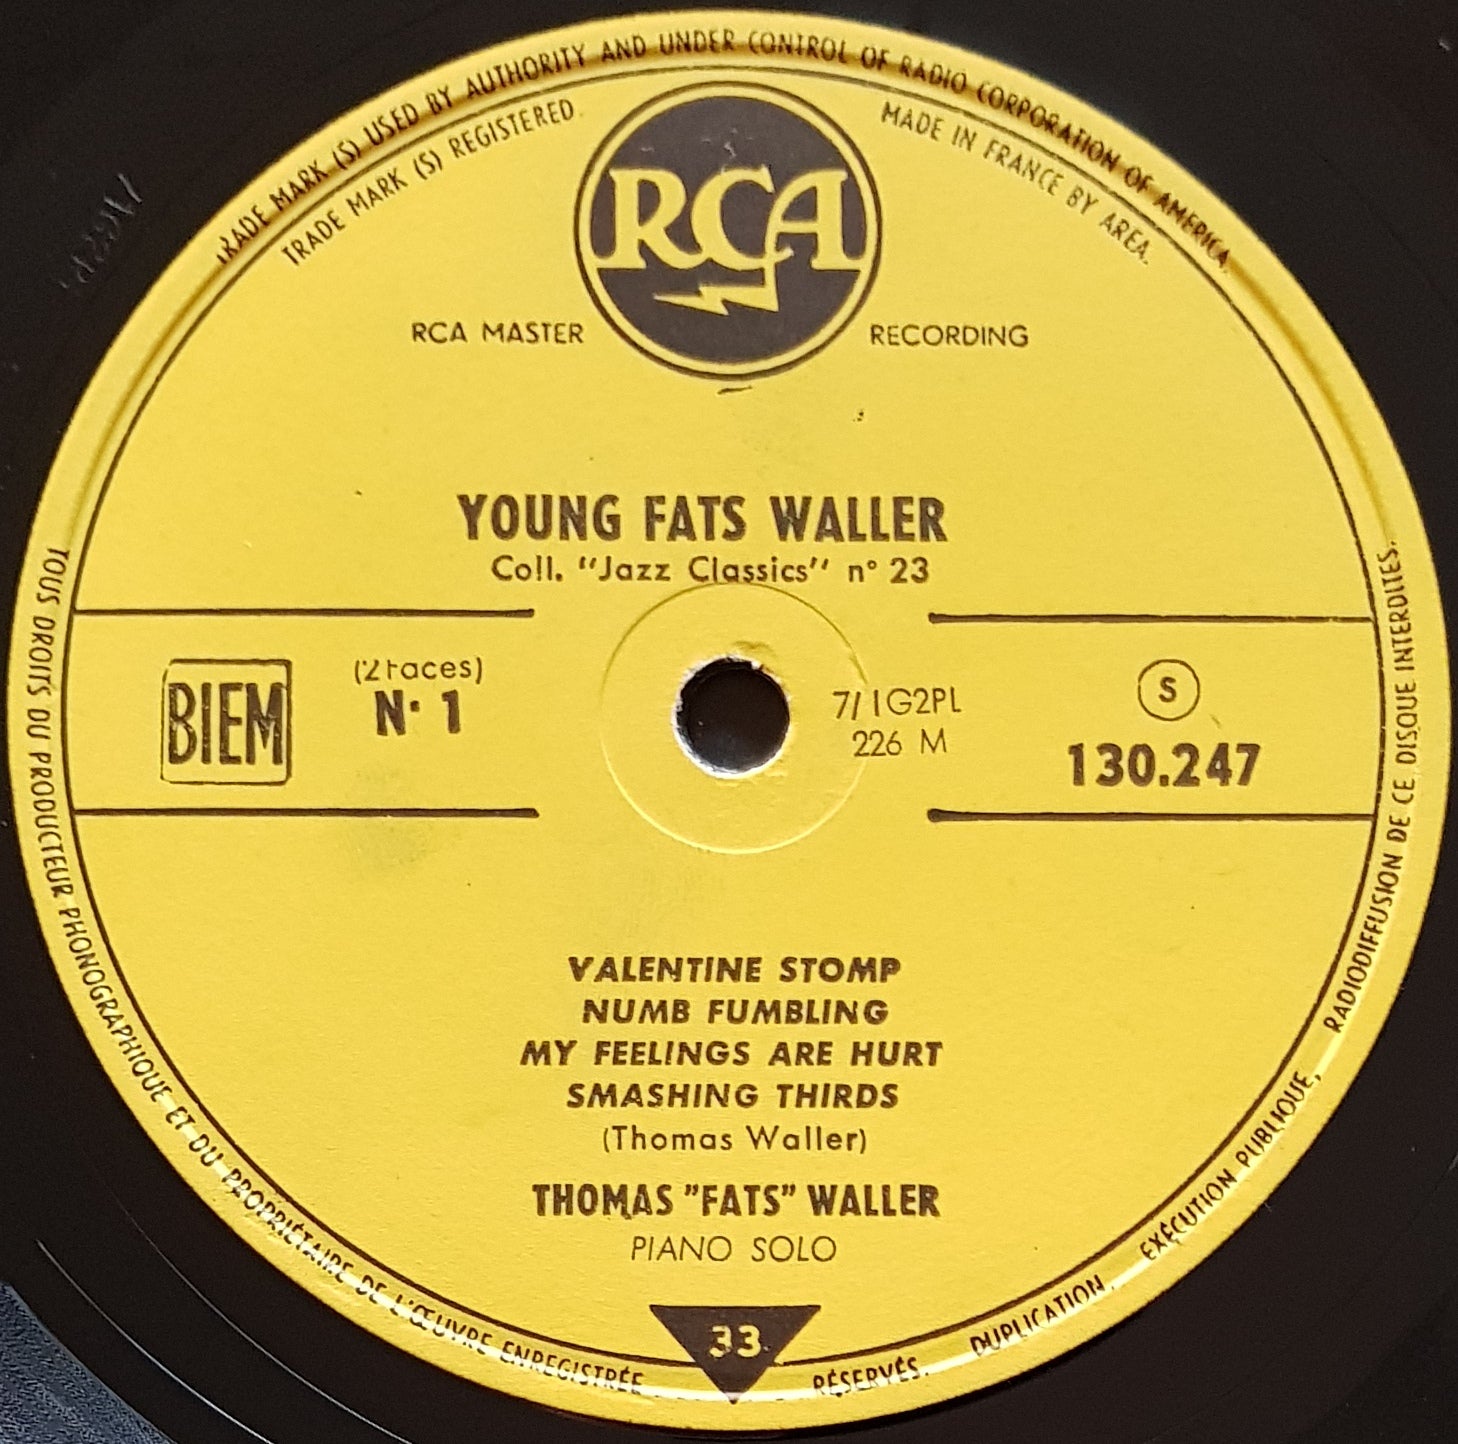 TRADE MARK (S) USED BY AUTHORITY AND UNDER CONTROL OF RADIO CORPORATION OF AMERICA.
TRADE MARK (S) REGISTERED.
MADE IN FRANCE BY AREA.
RCA
RCA MASTER RECORDING
YOUNG FATS WALLER
Coll. "Jazz Classics" n° 23
BIEM
(2 faces)
N· 1
7/1G2PL
226 M
S
130.247
VALENTINE STOMP
NUMB FUMBLING
MY FEELINGS ARE HURT
SMASHING THIRDS
(Thomas Waller)
THOMAS "FATS" WALLER
PIANO SOLO
33
TOUS DROITS DU PRODUCTEUR PHONOGRAPHIQUE ET DU PROPRIÉTAIRE DE L'ŒUVRE ENREGISTRÉE RÉSERVÉS. DUPLICATION, EXÉCUTION PUBLIQUE, RADIODIFFUSION DE CE DISQUE INTERDITES.